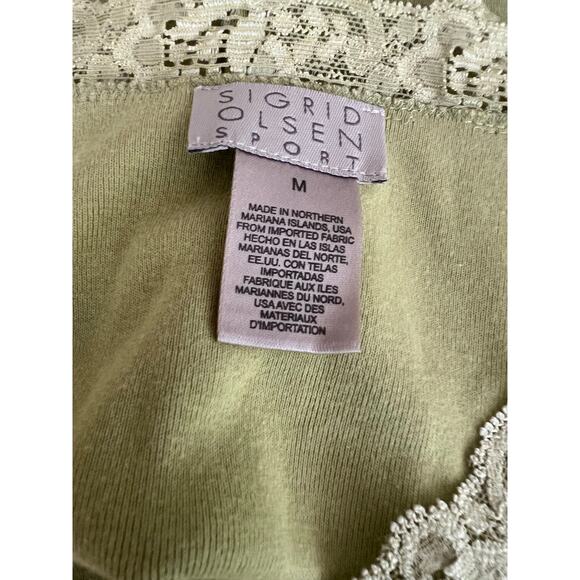 SIGRID
OLSEN
SPORT
M
MADE IN NORTHERN
MARIANA ISLANDS, USA
FROM IMPORTED FABRIC
HECHO EN LAS ISLAS
MARIANAS DEL NORTE,
EE.UU. CON TELAS
IMPORTADAS
FABRIQUE AUX ILES
MARIANNES DU NORD,
USA AVEC DES
MATERIAUX
D'IMPORTATION